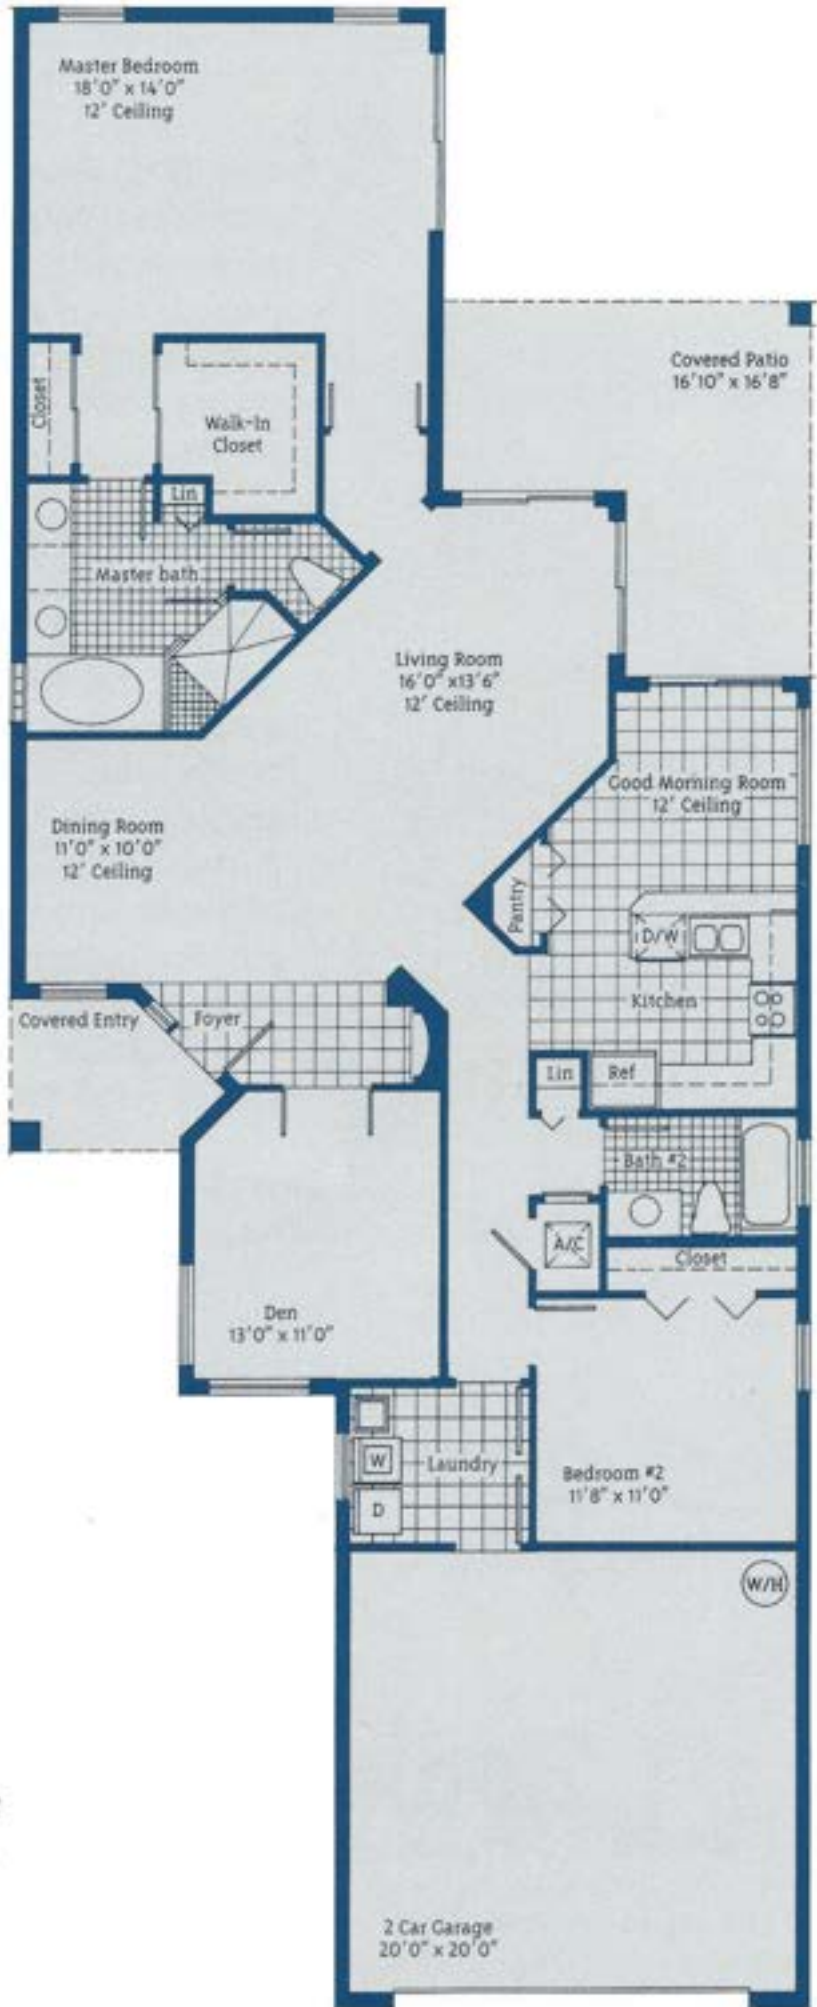 Master Bedroom
18'0" x 14'0"
12' Ceiling
Covered Patio
16'10" x 16'8"
Closet
Walk-In
Closet
Lin
Master bath
Living Room
16'0" x13'6"
12' Ceiling
Good Morning Room
12' Ceiling
Dining Room
11'0" x 10'0"
12' Ceiling
Pantry
D/W
Kitchen
Covered Entry
Foyer
Lin
Ref
Bath #2
A/C
Closet
Den
13'0" x 11'0"
W
Laundry
D
Bedroom #2
11'8" x 11'0"
W/H
2 Car Garage
20'0" x 20'0"